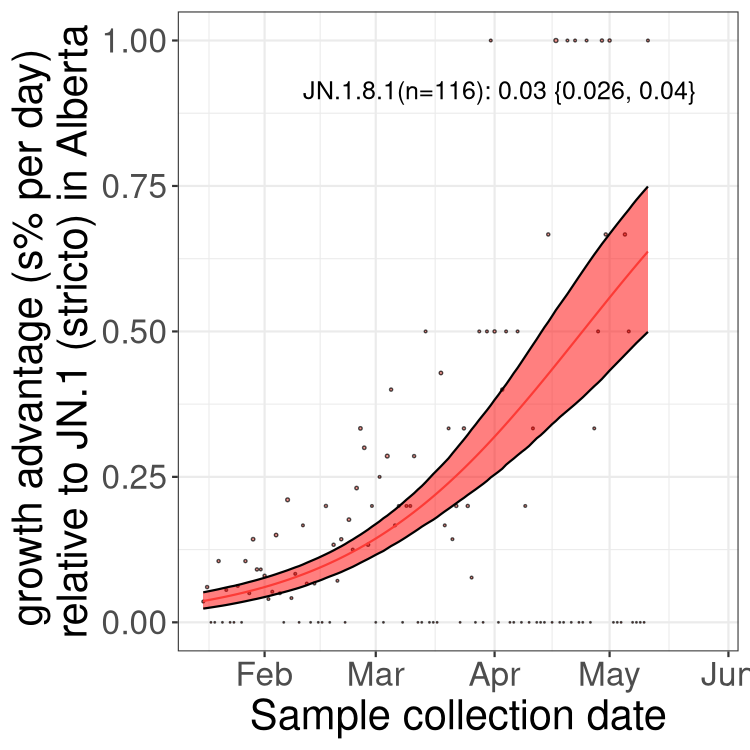 growth advantage (s% per day)
relative to JN.1 (stricto) in Alberta
1.00
JN.1.8.1(n=116): 0.03 {0.026, 0.04}
0.75
0.50
0.25
0.00
Feb Mar Apr May Jun
Sample collection date